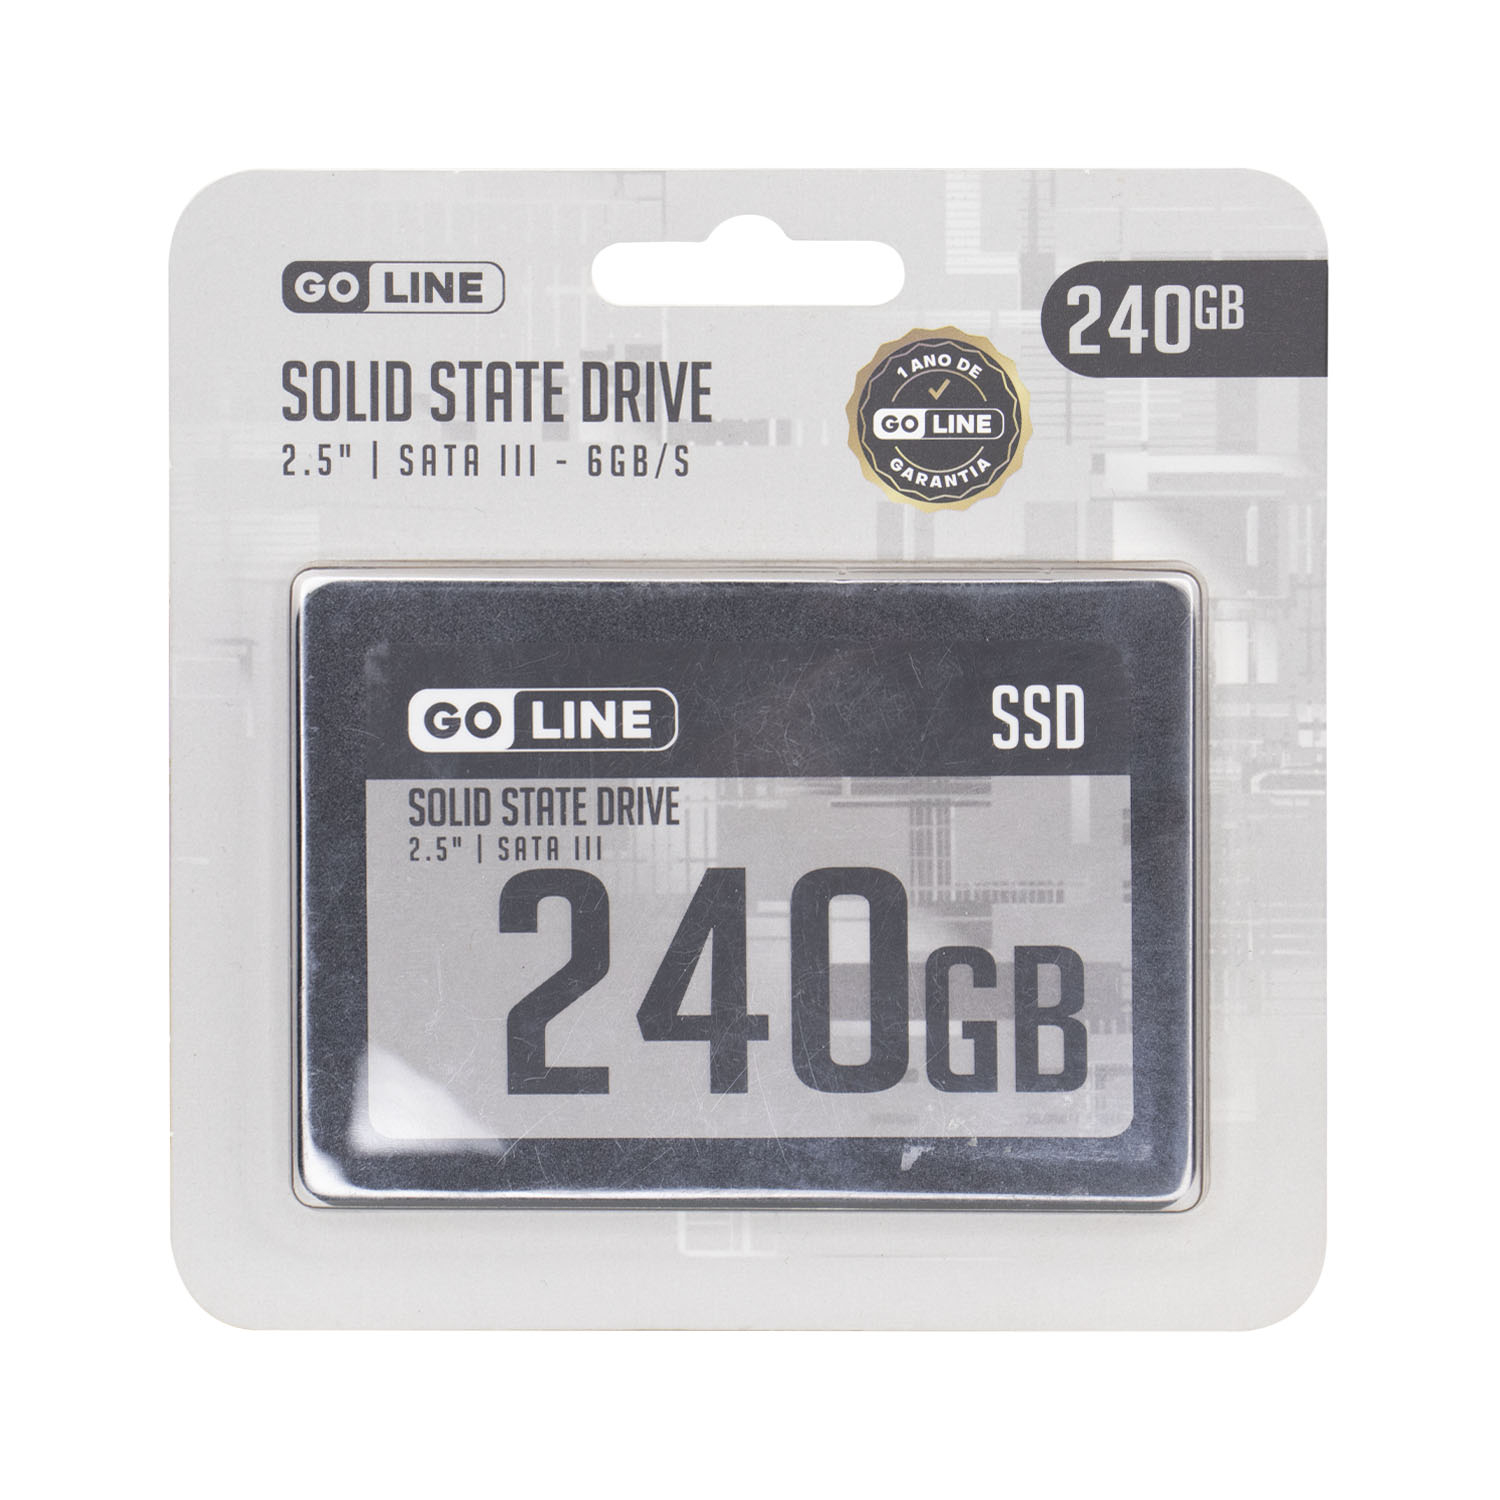 GO LINE
240GB
SOLID STATE DRIVE
2.5" | SATA III - 6GB/S
1 ANO DE
GO LINE
GARANTIA
GO LINE
SSD
SOLID STATE DRIVE
2.5" | SATA III
240GB